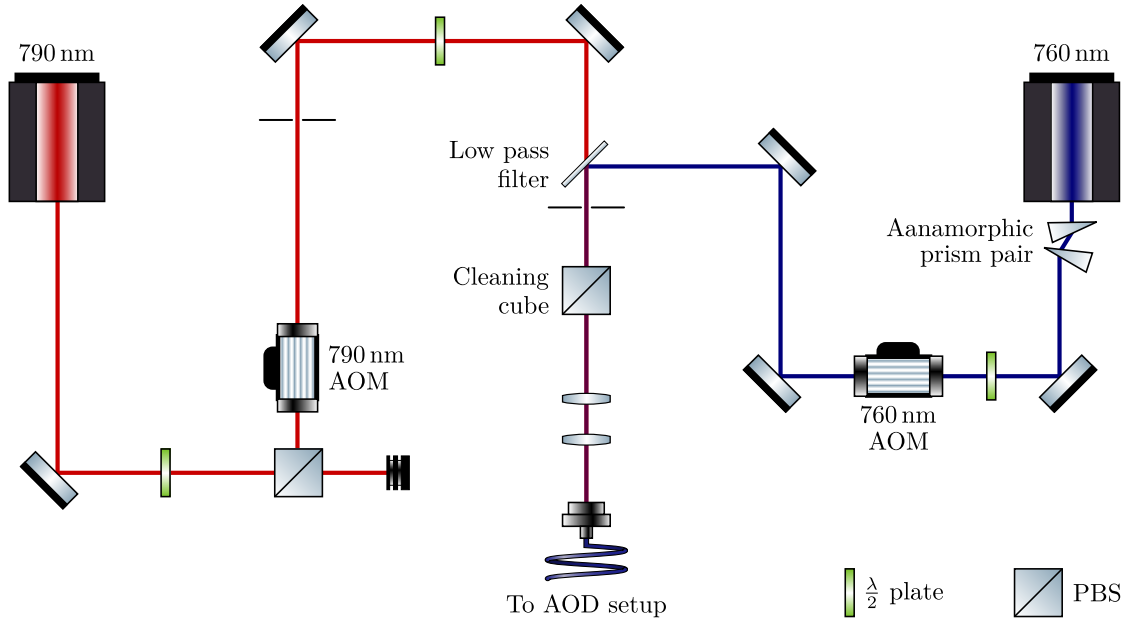 790 nm
760 nm
Low pass
filter
Aanamorphic
prism pair
Cleaning
cube
790 nm
AOM
760 nm
AOM
To AOD setup
λ/2 plate
PBS